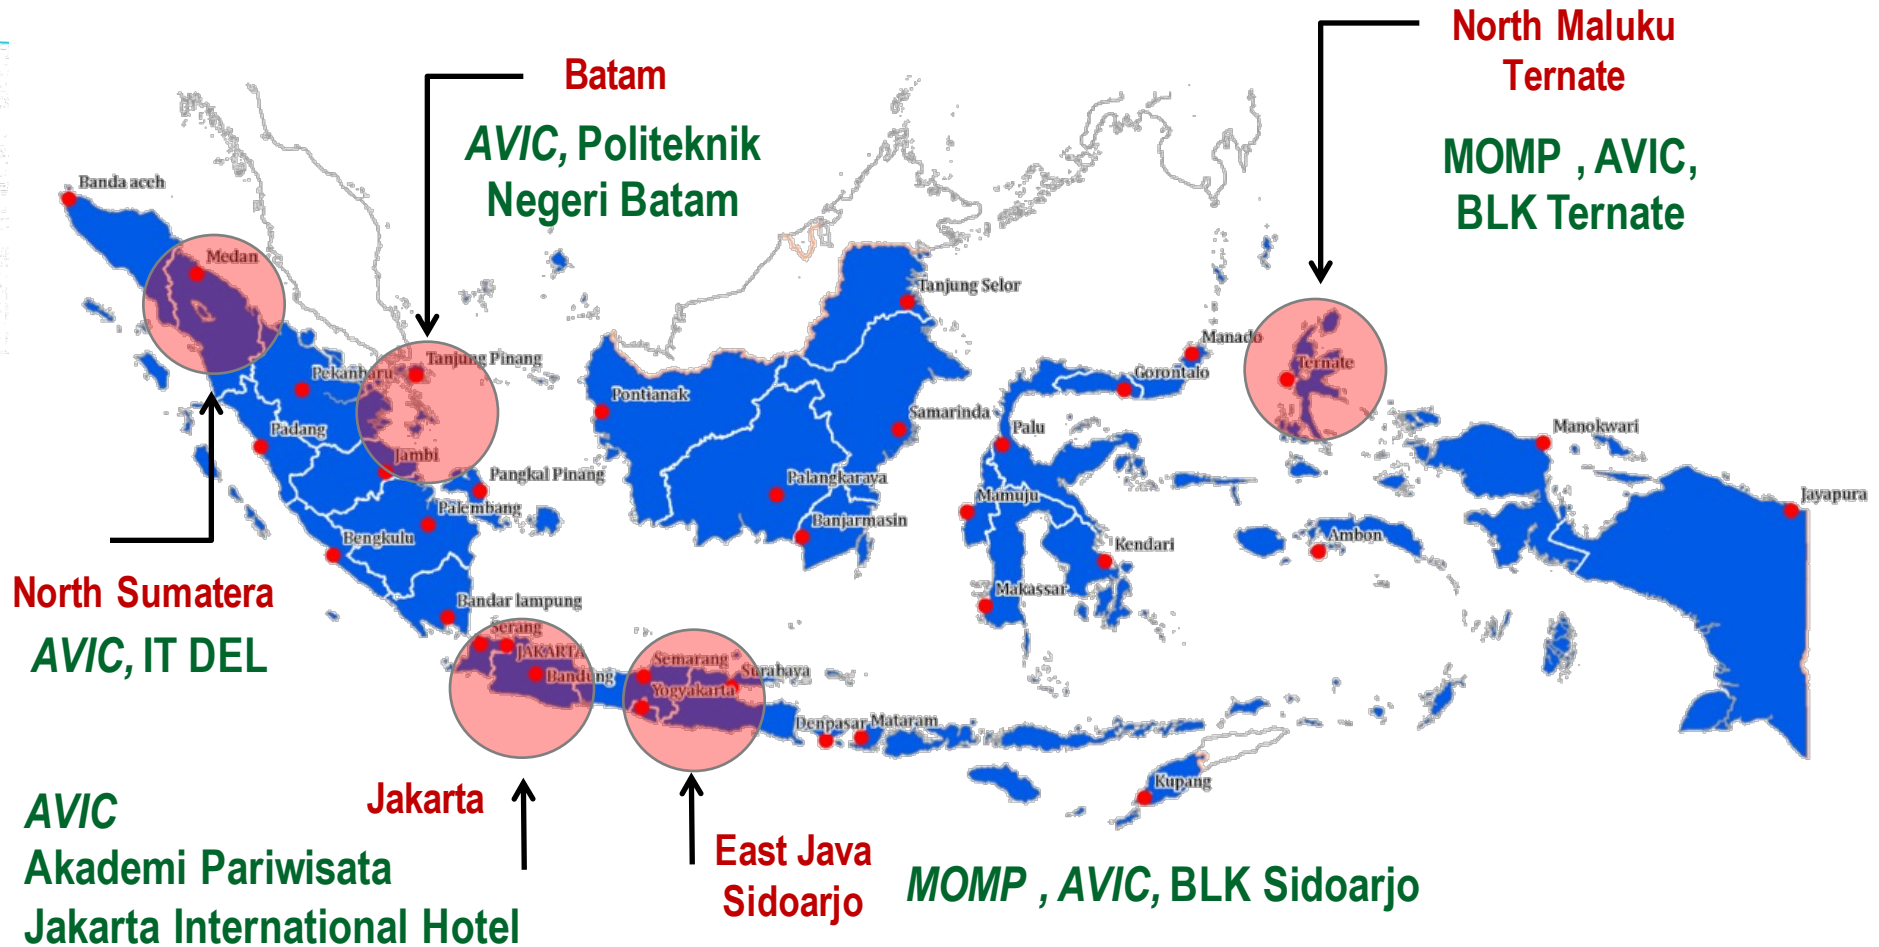 North Maluku
Ternate
MOMP , AVIC,
BLK Ternate
Batam
AVIC, Politeknik
Negeri Batam
Banda aceh
Medan
Tanjung Pinang
Pekanbaru
Padang
Jambi
Pangkal Pinang
Palembang
Bengkulu
Bandar lampung
Serang
JAKARTA
Bandung
Semarang
Surabaya
Yogyakarta
Denpasar
Mataram
Kupang
Pontianak
Tanjung Selor
Samarinda
Palangkaraya
Banjarmasin
Manado
Gorontalo
Palu
Mamuju
Kendari
Makassar
Ternate
Ambon
Manokwari
Jayapura
North Sumatera
AVIC, IT DEL
Jakarta
AVIC
Akademi Pariwisata
Jakarta International Hotel
East Java
Sidoarjo
MOMP , AVIC, BLK Sidoarjo